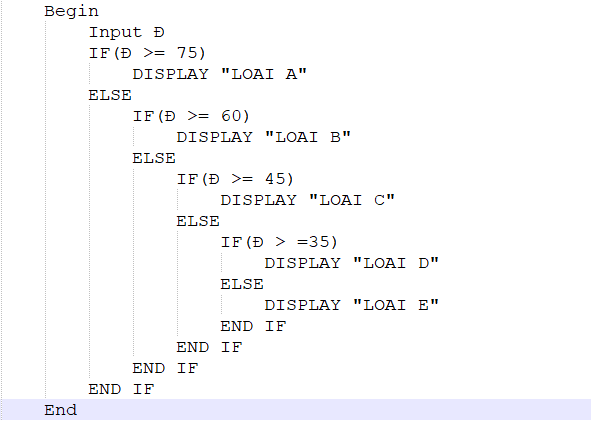 Begin
Input Đ
IF(Đ >= 75)
DISPLAY "LOAI A"
ELSE
IF(Đ >= 60)
DISPLAY "LOAI B"
ELSE
IF(Đ >= 45)
DISPLAY "LOAI C"
ELSE
IF(Đ > =35)
DISPLAY "LOAI D"
ELSE
DISPLAY "LOAI E"
END IF
END IF
END IF
END IF
End